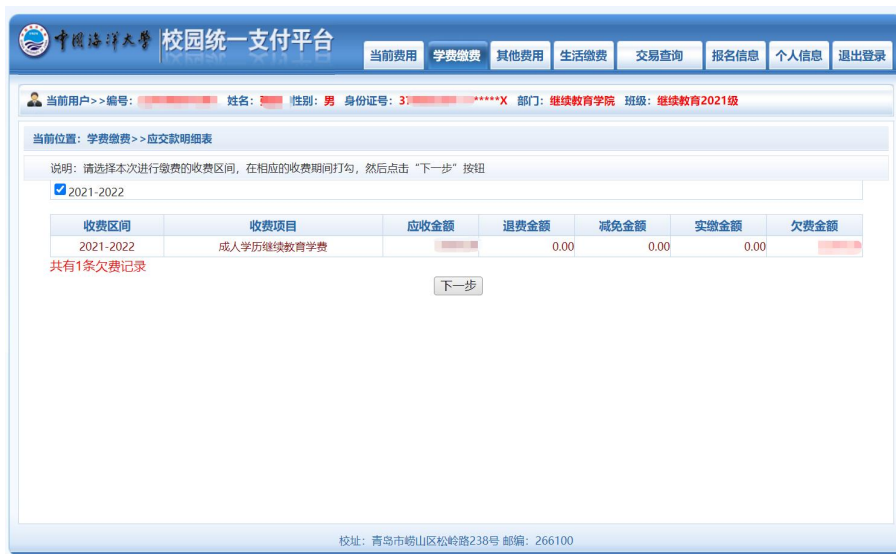 中国海洋大学 校园统一支付平台
当前费用 学费缴费 其他费用 生活缴费 交易查询 报名信息 个人信息 退出登录
当前用户>>编号: 姓名: 性别: 男 身份证号: 3 *****X 部门: 继续教育学院 班级: 继续教育2021级
当前位置: 学费缴费>>应交款明细表
说明: 请选择本次进行缴费的收费区间, 在相应的收费期间打勾, 然后点击“下一步”按钮
2021-2022
收费区间 收费项目 应收金额 退费金额 减免金额 实缴金额 欠费金额
2021-2022 成人学历继续教育学费 0.00 0.00 0.00
共有1条欠费记录
下一步
校址: 青岛市崂山区松岭路238号 邮编: 266100